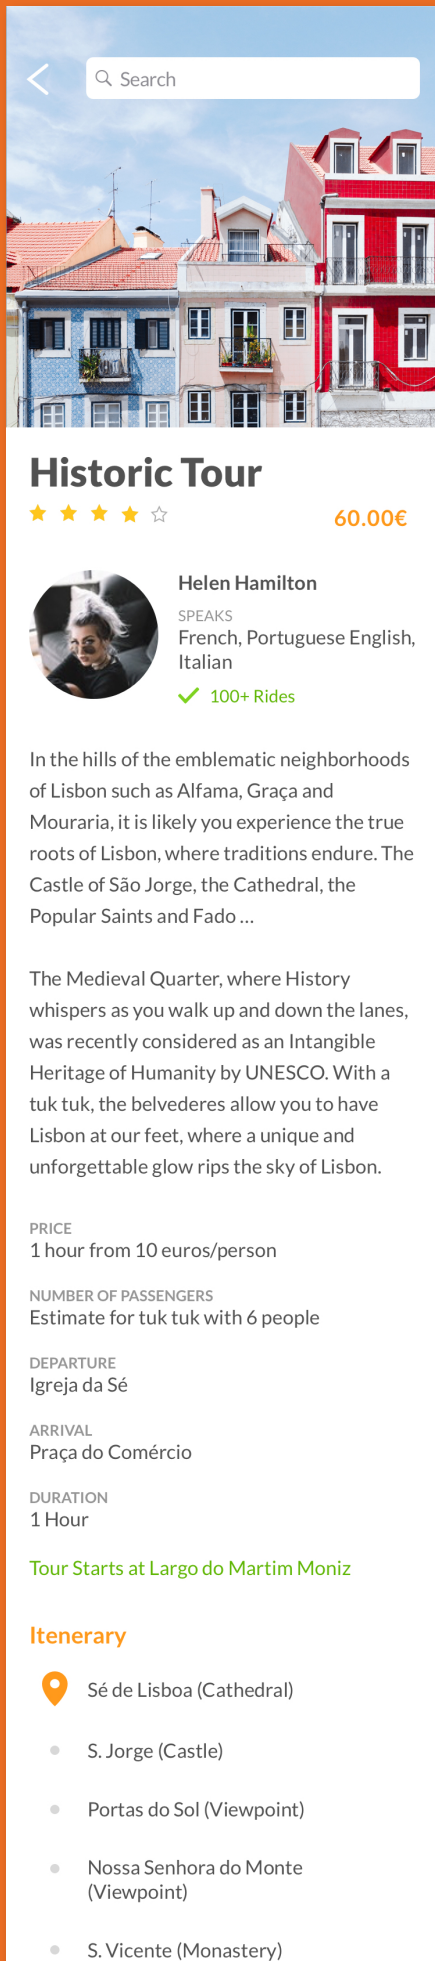 Search
Historic Tour
60.00€
Helen Hamilton
SPEAKS
French, Portuguese English,
Italian
100+ Rides
In the hills of the emblematic neighborhoods
of Lisbon such as Alfama, Graça and
Mouraria, it is likely you experience the true
roots of Lisbon, where traditions endure. The
Castle of São Jorge, the Cathedral, the
Popular Saints and Fado ...
The Medieval Quarter, where History
whispers as you walk up and down the lanes,
was recently considered as an Intangible
Heritage of Humanity by UNESCO. With a
tuk tuk, the belvederes allow you to have
Lisbon at our feet, where a unique and
unforgettable glow rips the sky of Lisbon.
PRICE
1 hour from 10 euros/person
NUMBER OF PASSENGERS
Estimate for tuk tuk with 6 people
DEPARTURE
Igreja da Sé
ARRIVAL
Praça do Comércio
DURATION
1 Hour
Tour Starts at Largo do Martim Moniz
Itenerary
Sé de Lisboa (Cathedral)
S. Jorge (Castle)
Portas do Sol (Viewpoint)
Nossa Senhora do Monte
(Viewpoint)
S. Vicente (Monastery)